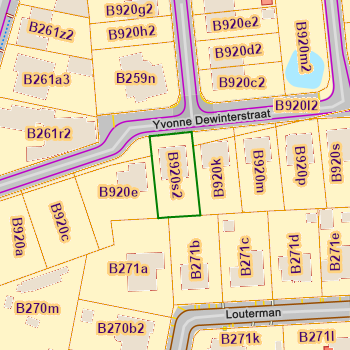 B920g2
B920e2
B261z2
B920h2
B920m2
B920d2
B261a3
B259n
B920c2
B920l2
Yvonne Dewinterstraat
B261r2
B920s2
B920k
B920m
B920p
B920s
B920e
B920a
B920c
B271a
B271b
B271c
B271d
B271e
B270m
B270b2
Louterman
B271k
B271l